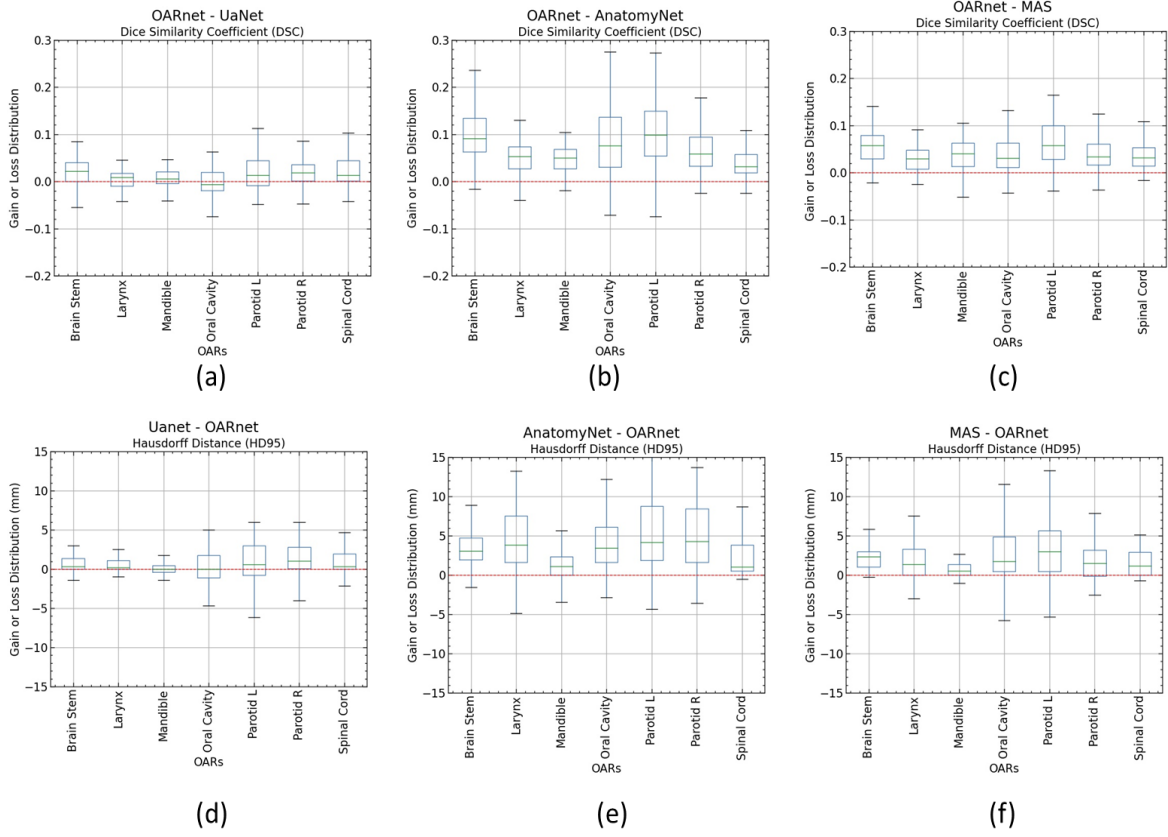 OARnet - UaNet
Dice Similarity Coefficient (DSC)
Gain or Loss Distribution
0.3
0.2
0.1
0.0
−0.1
−0.2
Brain Stem
Larynx
Mandible
Oral Cavity
Parotid L
Parotid R
Spinal Cord
OARs
(a)
OARnet - AnatomyNet
Dice Similarity Coefficient (DSC)
Gain or Loss Distribution
0.3
0.2
0.1
0.0
−0.1
−0.2
Brain Stem
Larynx
Mandible
Oral Cavity
Parotid L
Parotid R
Spinal Cord
OARs
(b)
OARnet - MAS
Dice Similarity Coefficient (DSC)
Gain or Loss Distribution
0.3
0.2
0.1
0.0
−0.1
−0.2
Brain Stem
Larynx
Mandible
Oral Cavity
Parotid L
Parotid R
Spinal Cord
OARs
(c)
Uanet - OARnet
Hausdorff Distance (HD95)
Gain or Loss Distribution (mm)
15
10
5
0
−5
−10
−15
Brain Stem
Larynx
Mandible
Oral Cavity
Parotid L
Parotid R
Spinal Cord
OARs
(d)
AnatomyNet - OARnet
Hausdorff Distance (HD95)
Gain or Loss Distribution (mm)
15
10
5
0
−5
−10
−15
Brain Stem
Larynx
Mandible
Oral Cavity
Parotid L
Parotid R
Spinal Cord
OARs
(e)
MAS - OARnet
Hausdorff Distance (HD95)
Gain or Loss Distribution (mm)
15
10
5
0
−5
−10
−15
Brain Stem
Larynx
Mandible
Oral Cavity
Parotid L
Parotid R
Spinal Cord
OARs
(f)